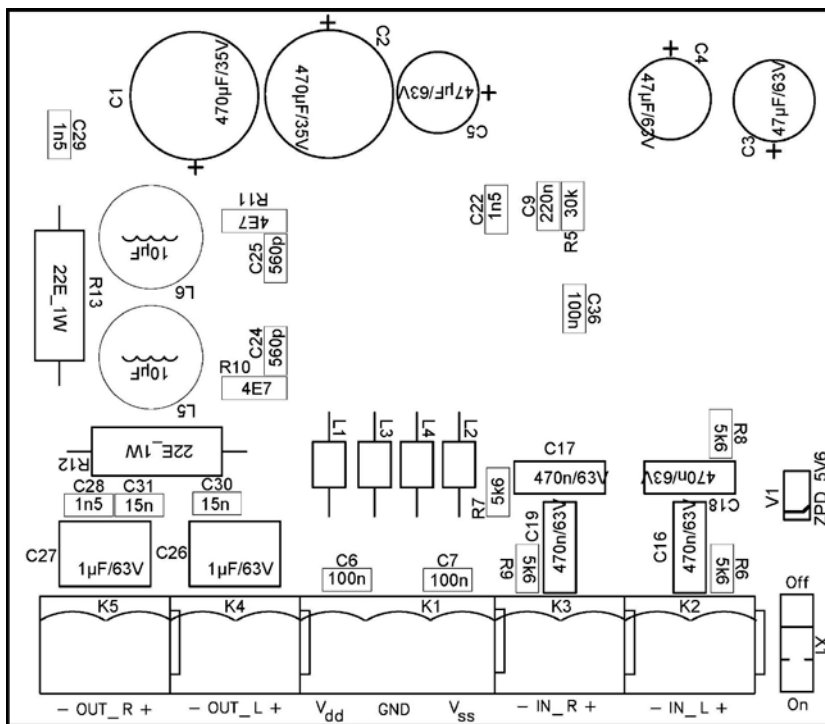 C1
470µF/35V
+
+
C2
470µF/35V
47µF/63V
+
C5
+
C4
47µF/63V
47µF/63V
C3
+
C29
1n5
R11
4E7
C25
560p
C22
1n5
C9
220n
30k
R5
C36
100n
22E_1W
R13
10µF
L6
10µF
L5
C24
560p
R10
4E7
R12
22E_1W
L1
L3
L4
L2
C17
470n/63V
470n/63V
C18
R8
5k6
R7
5k6
V1
ZPD_5V6
C28
1n5
C31
15n
C30
15n
C27
1µF/63V
C26
1µF/63V
C6
100n
C7
100n
R9
5k6
C19
470n/63V
C16
470n/63V
R6
5k6
Off
K5
K4
K1
K3
K2
On
− OUT_R +
− OUT_L +
Vdd
GND
Vss
− IN_R +
− IN_L +